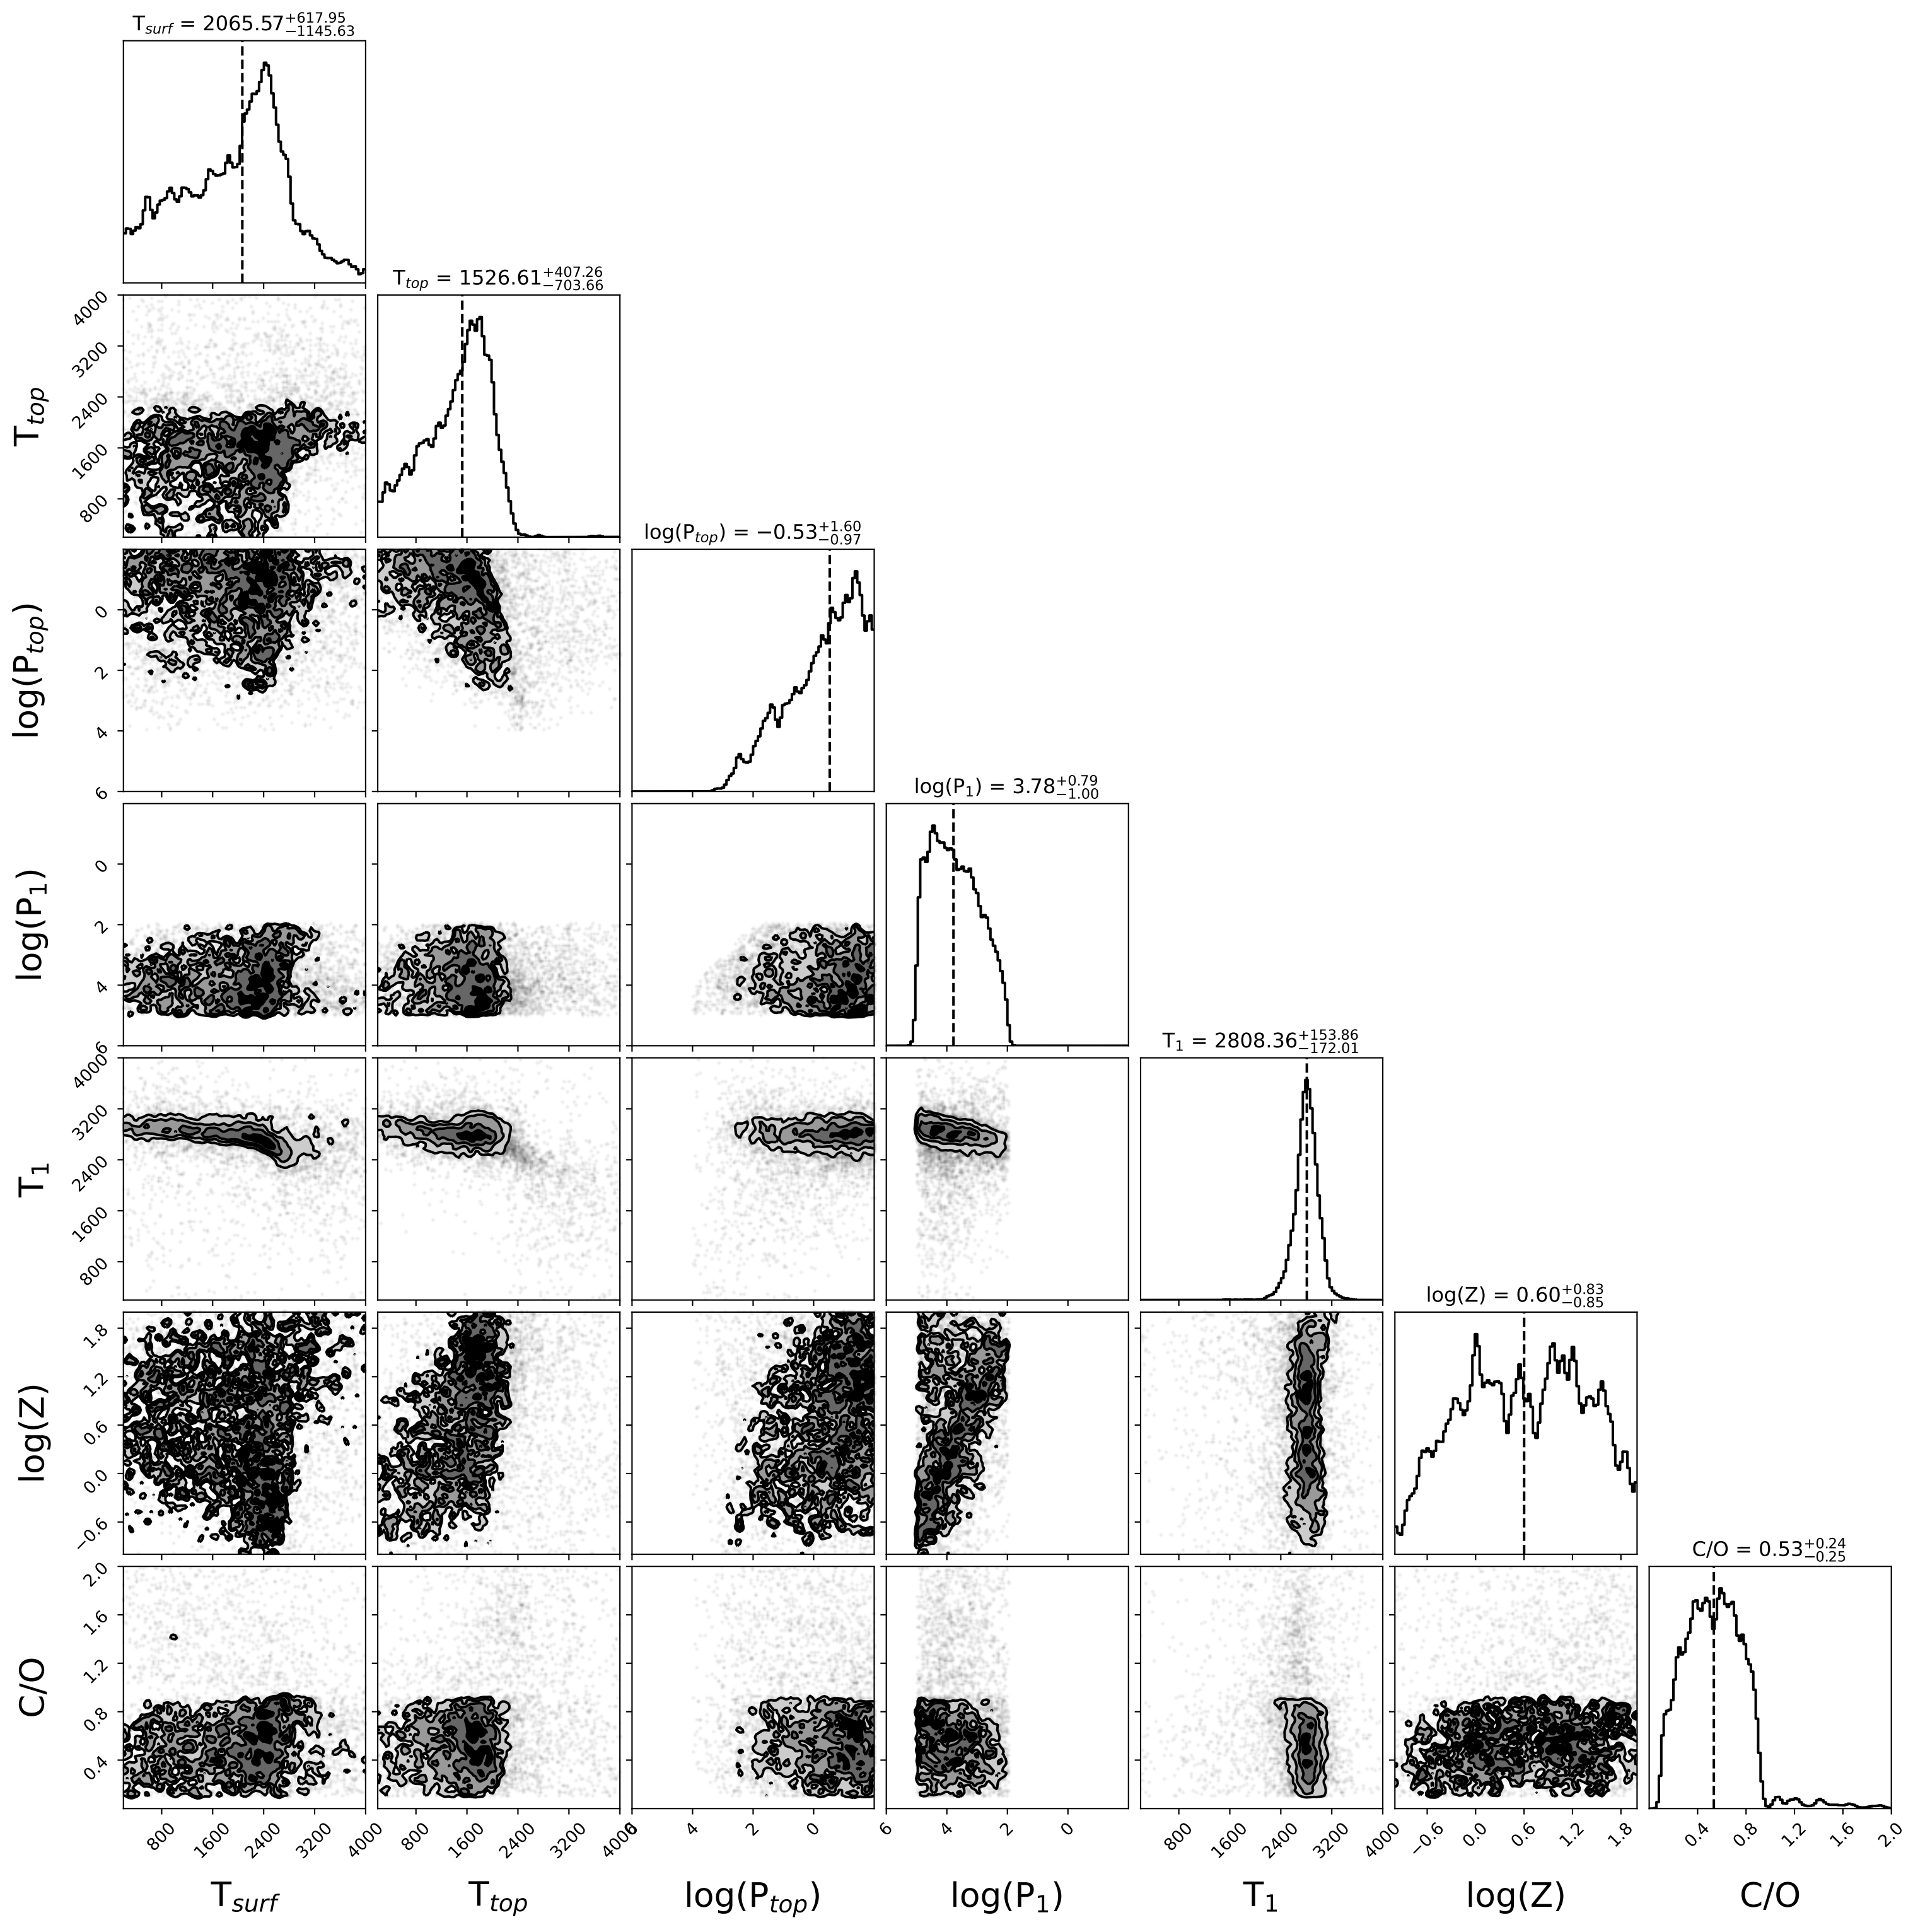 T_surf = 2065.57 +617.95 −1145.63
T_top = 1526.61 +407.26 −703.66
4000
3200
2400
1600
800
T_top
log(P_top) = −0.53 +1.60 −0.97
0
2
4
6
log(P_top)
log(P_1) = 3.78 +0.79 −1.00
0
2
4
6
log(P_1)
T_1 = 2808.36 +153.86 −172.01
4000
3200
2400
1600
800
T_1
log(Z) = 0.60 +0.83 −0.85
1.8
1.2
0.6
0.0
−0.6
log(Z)
C/O = 0.53 +0.24 −0.25
2.0
1.6
1.2
0.8
0.4
C/O
800 1600 2400 3200 4000 800 1600 2400 3200 4000 6 4 2 0 6 4 2 0 800 1600 2400 3200 4000 −0.6 0.0 0.6 1.2 1.8 0.4 0.8 1.2 1.6 2.0
T_surf T_top log(P_top) log(P_1) T_1 log(Z) C/O